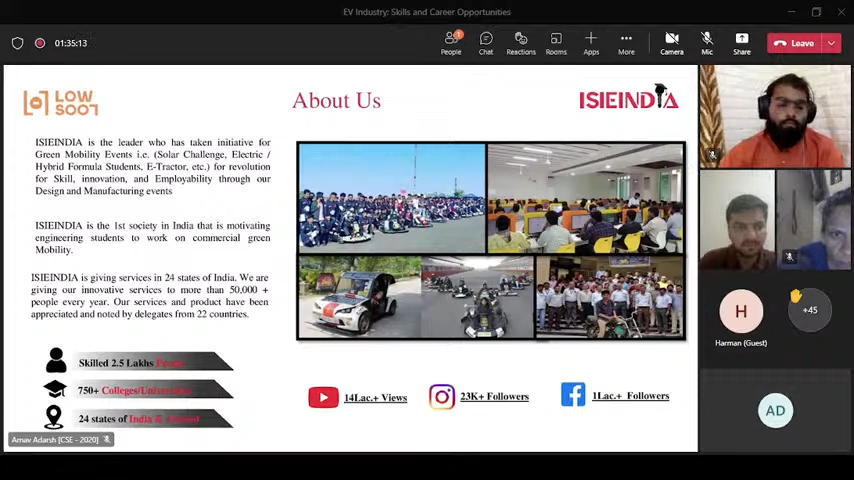 EV Industry: Skills and Career Opportunities
01:35:13
1
People
Chat
Reactions
Rooms
Apps
More
Camera
Mic
Share
Leave
LOW
SOOT
About Us
ISIEINDIA
ISIEINDIA is the leader who has taken initiative for
Green Mobility Events i.e. (Solar Challenge, Electric /
Hybrid Formula Students, E-Tractor, etc.) for revolution
for Skill, innovation, and Employability through our
Design and Manufacturing events
ISIEINDIA is the 1st society in India that is motivating
engineering students to work on commercial green
Mobility.
ISIEINDIA is giving services in 24 states of India. We are
giving our innovative services to more than 50,000 +
people every year. Our services and product have been
appreciated and noted by delegates from 22 countries.
Skilled 2.5 Lakhs
750+ Colleges/Universities
24 states of India &
14Lac.+ Views
23K+ Followers
1Lac.+ Followers
Arnav Adarsh [CSE - 2020]
H
Harman (Guest)
+45
AD